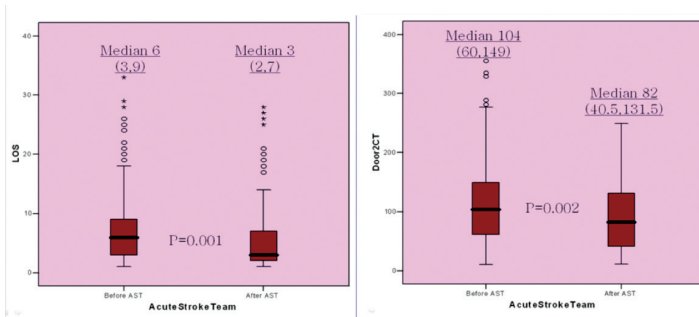 40
30
20
10
0
LOS
Median 6
(3,9)
Median 3
(2,7)
P=0.001
Before AST
After AST
AcuteStrokeTeam
400
300
200
100
0
Door2CT
Median 104
(60,149)
Median 82
(40.5,131.5)
P=0.002
Before AST
After AST
AcuteStrokeTeam